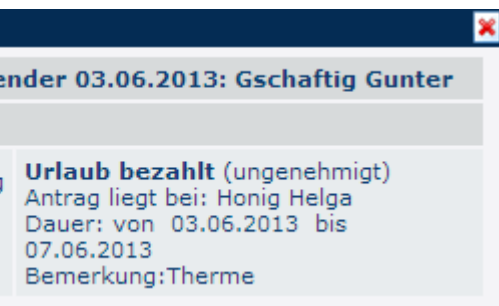 03.06.2013: Gschaftig Gunter
Urlaub bezahlt (ungenehmigt)
Antrag liegt bei: Honig Helga
Dauer: von 03.06.2013 bis
07.06.2013
Bemerkung:Therme